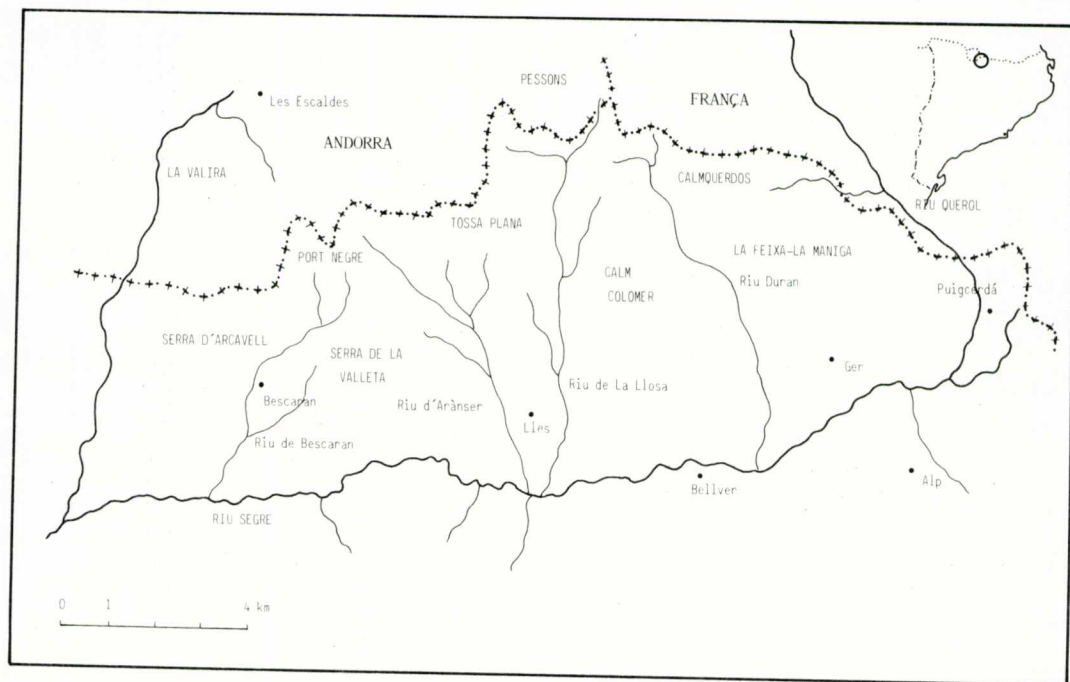 PESSONS
FRANÇA
Les Escaldes
ANDORRA
LA VALIRA
CALMQUERDOS
RIU QUEROL
TOSSA PLANA
PORT NEGRE
LA FEIXA-LA MANIGA
CALM
COLOMER
Riu Duran
Puigcerdá
SERRA D'ARCAVELL
SERRA DE LA
VALLETA
Ger
Bescaran
Riu d'Arànser
Riu de La Llosa
Lles
Riu de Bescaran
Bellver
Alp
RIU SEGRE
0 1 4 km